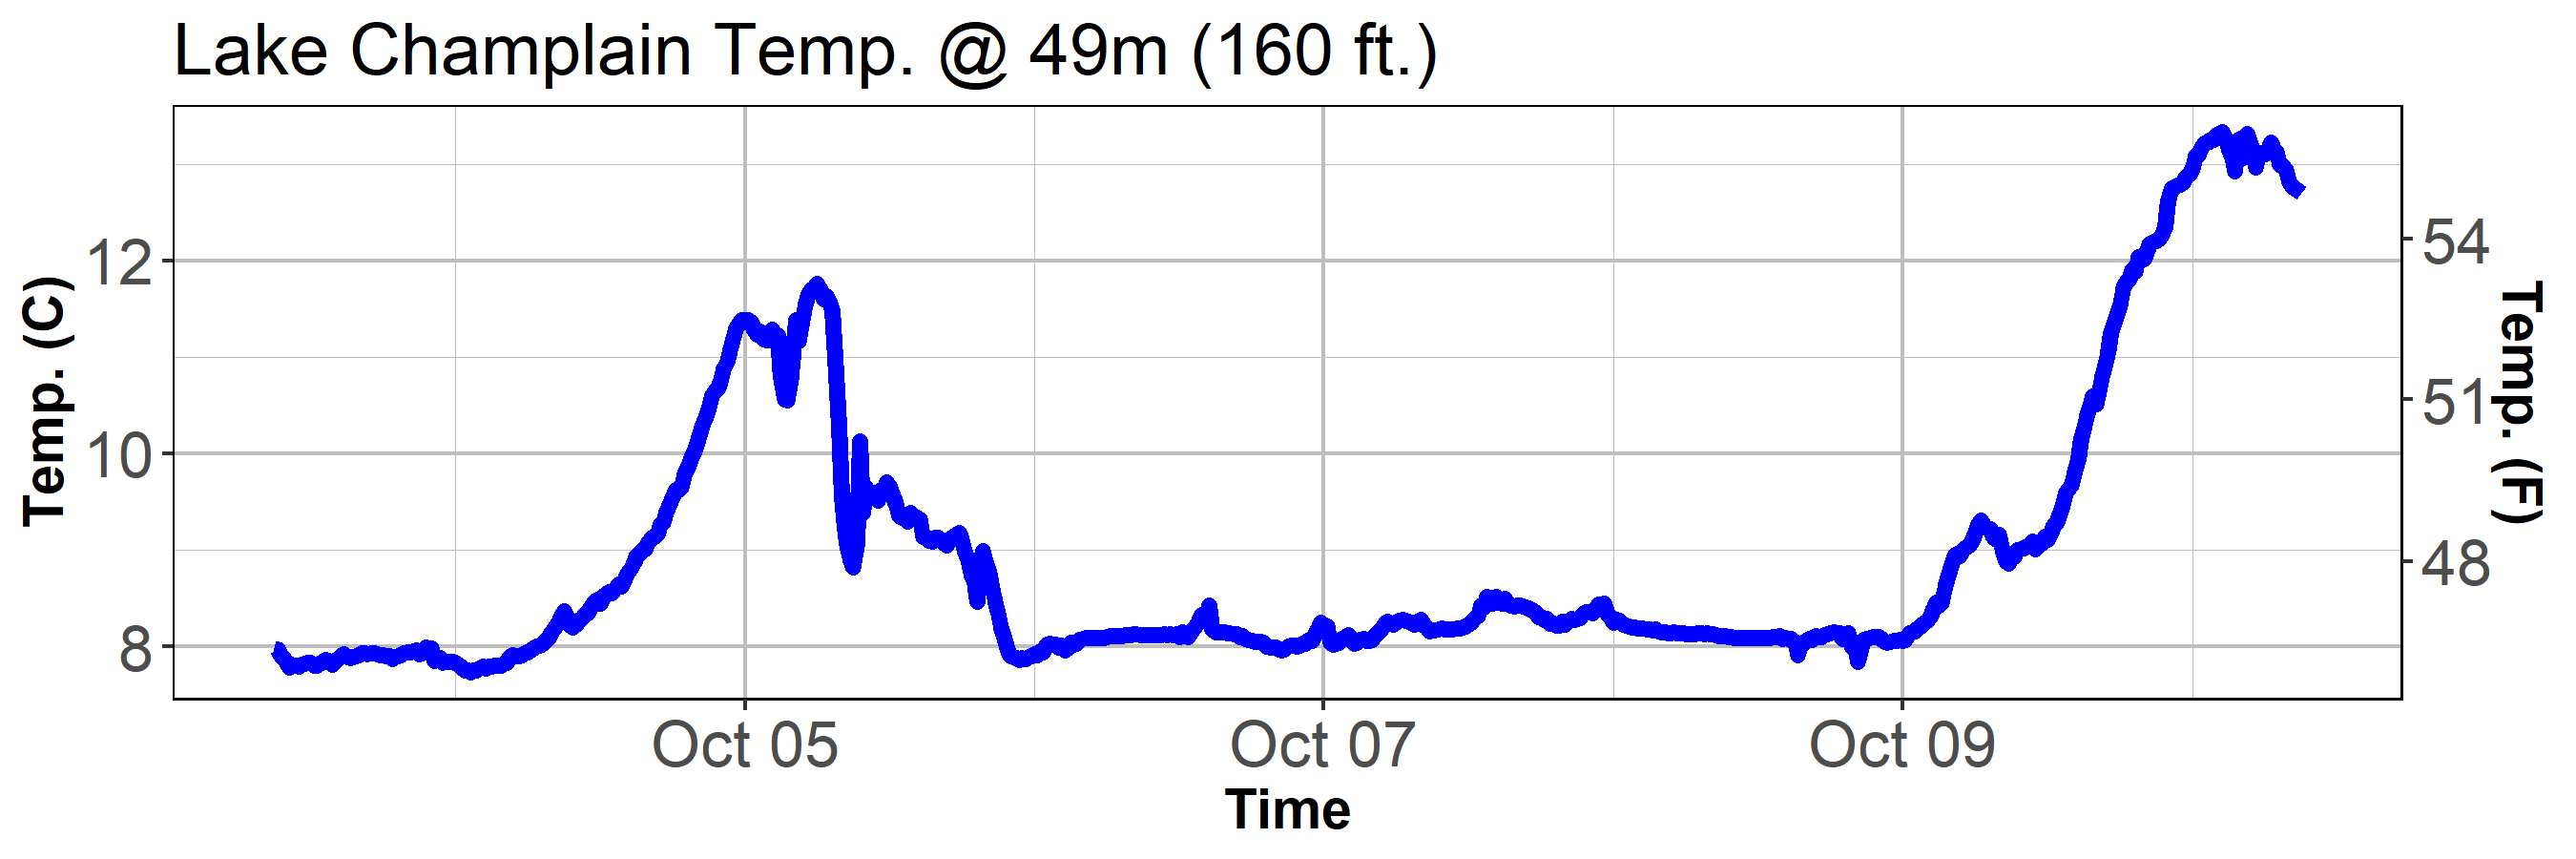 Lake Champlain Temp. @ 49m (160 ft.)
Temp. (C)
12
10
8
54
51
48
Temp. (F)
Oct 05 Oct 07 Oct 09
Time